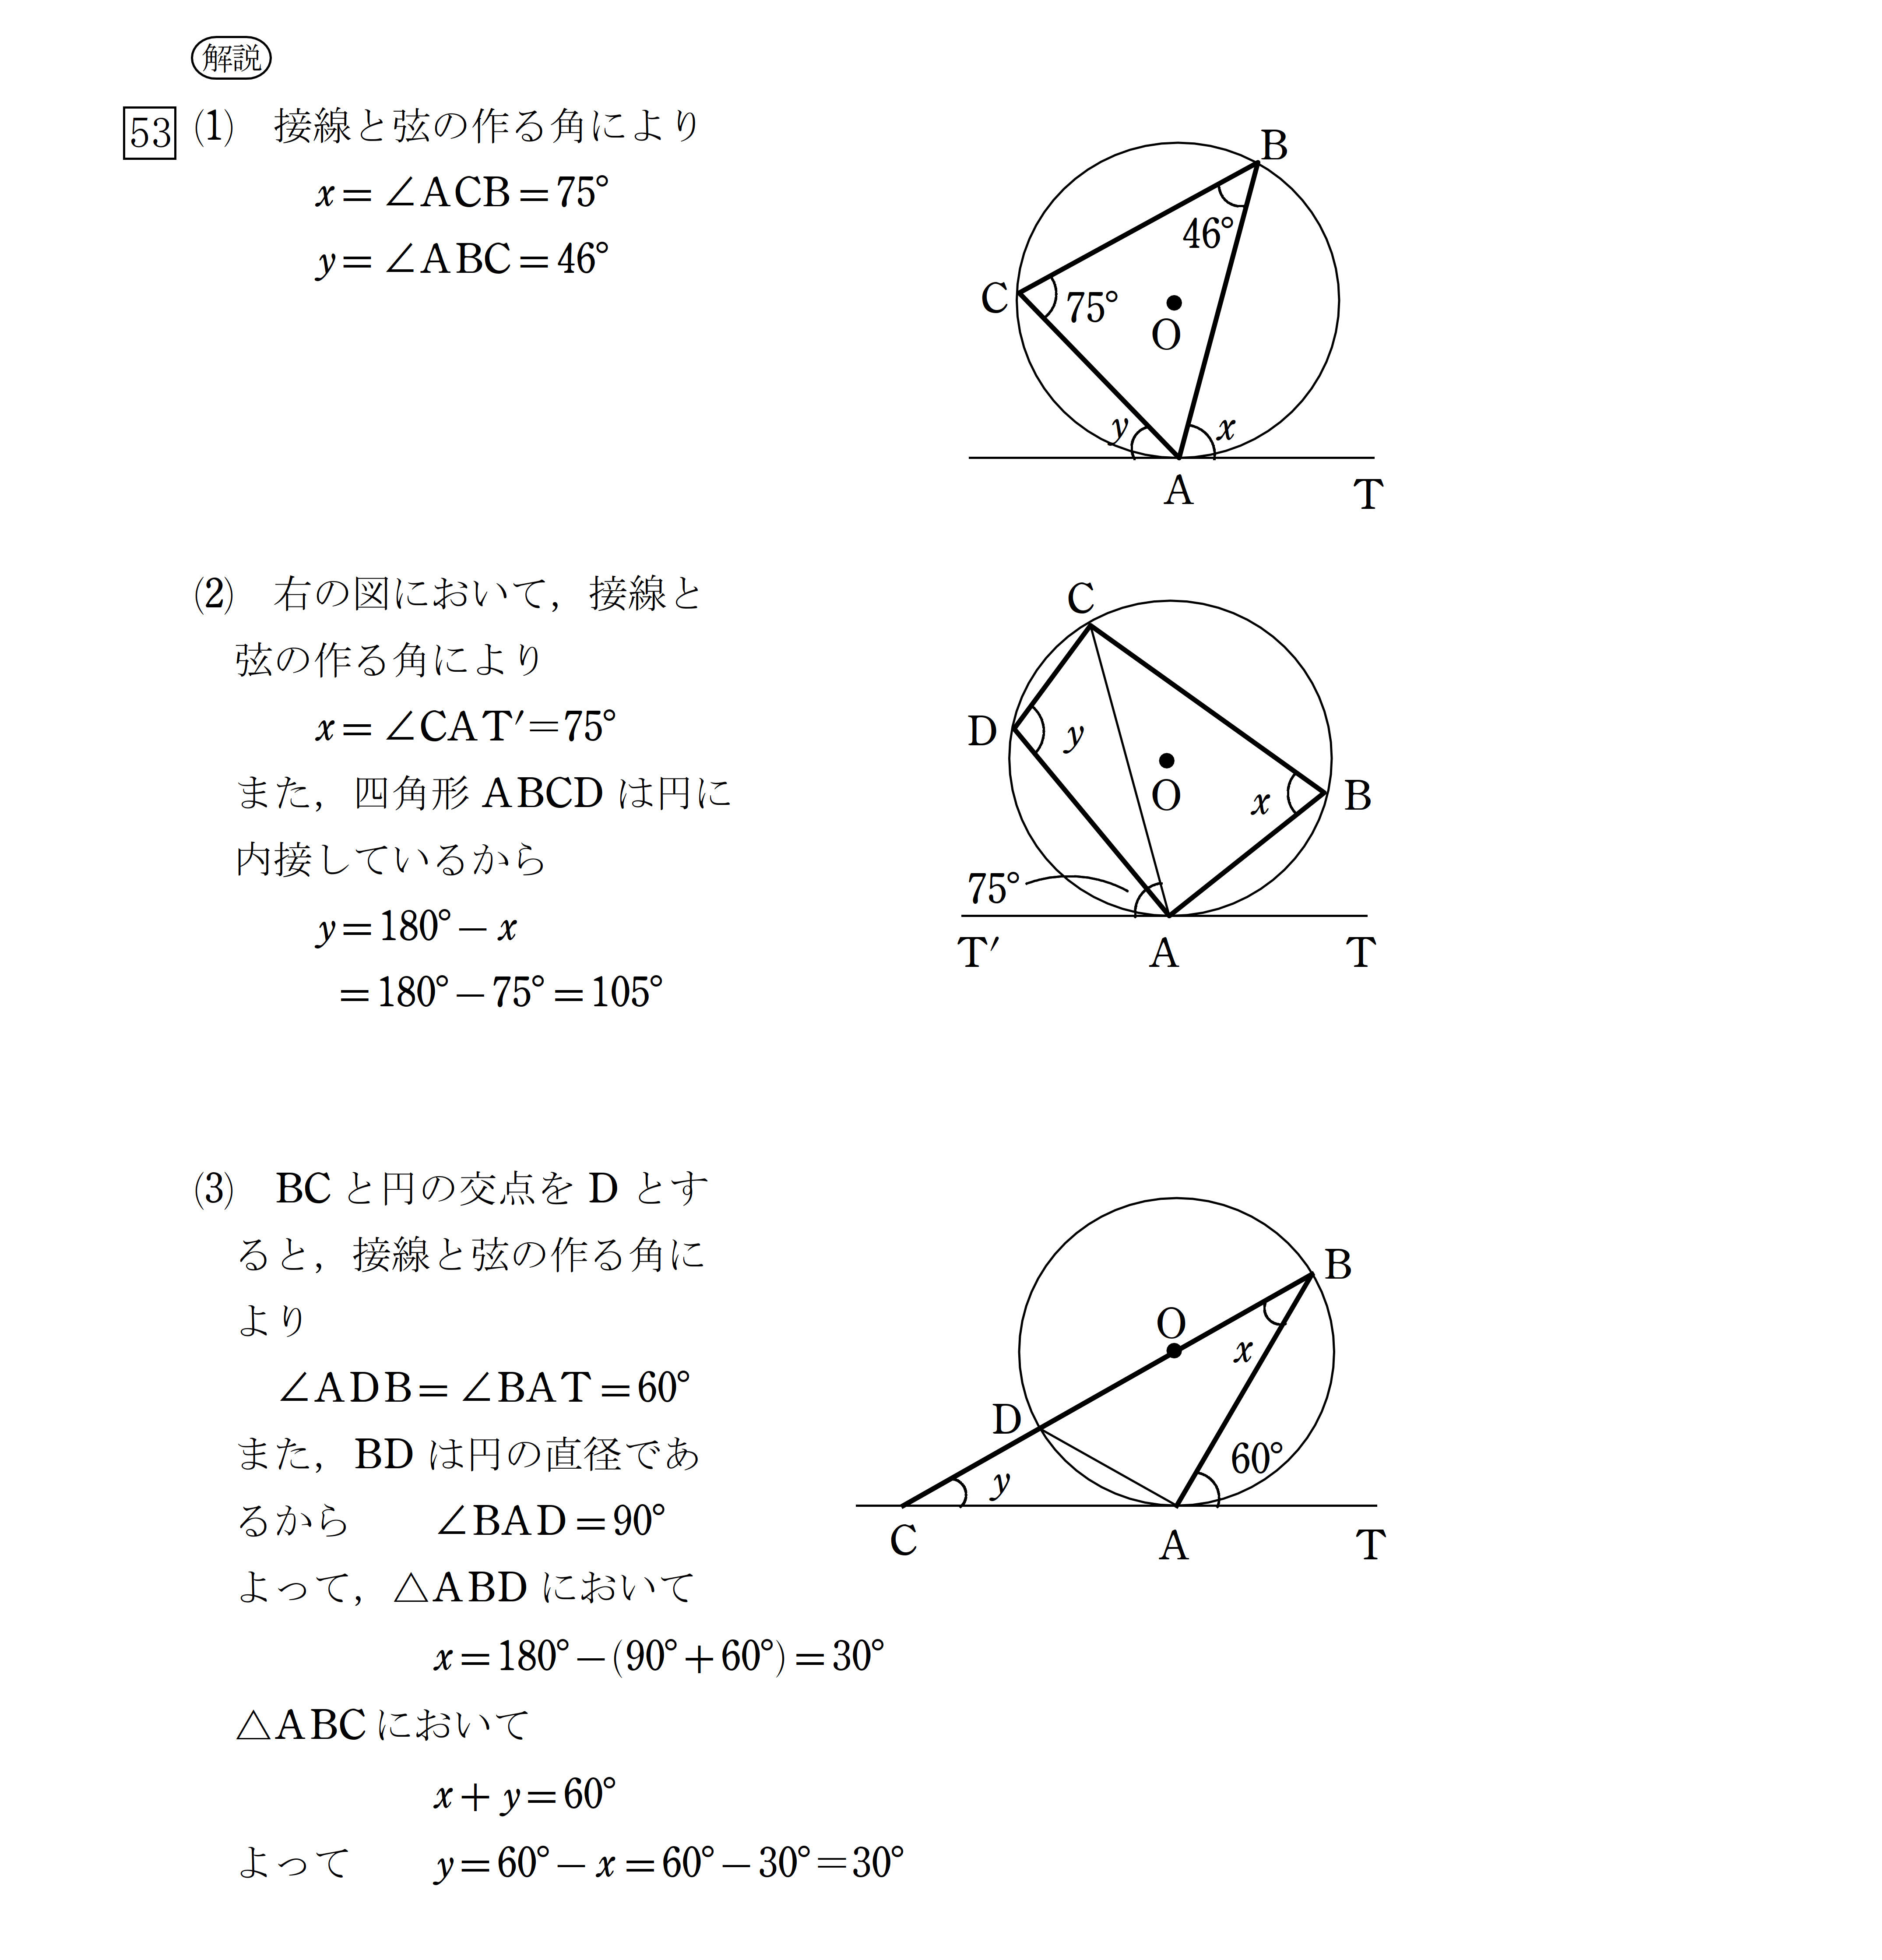 解説
53 (1) 接線と弦の作る角により
x = ∠ACB = 75°
y = ∠ABC = 46°
B
46°
C
75°
O
y
x
A
T
(2) 右の図において，接線と
弦の作る角により
x = ∠CAT′＝75°
また，四角形 ABCD は円に
内接しているから
y = 180° − x
= 180° − 75° = 105°
C
D
y
O
x
B
75°
T′
A
T
(3) BC と円の交点を D とす
ると，接線と弦の作る角に
より
∠ADB = ∠BAT = 60°
また，BD は円の直径であ
るから ∠BAD = 90°
よって，△ABD において
x = 180° − (90° + 60°) = 30°
△ABC において
x + y = 60°
よって y = 60° − x = 60° − 30°＝30°
B
O
x
D
60°
y
C
A
T